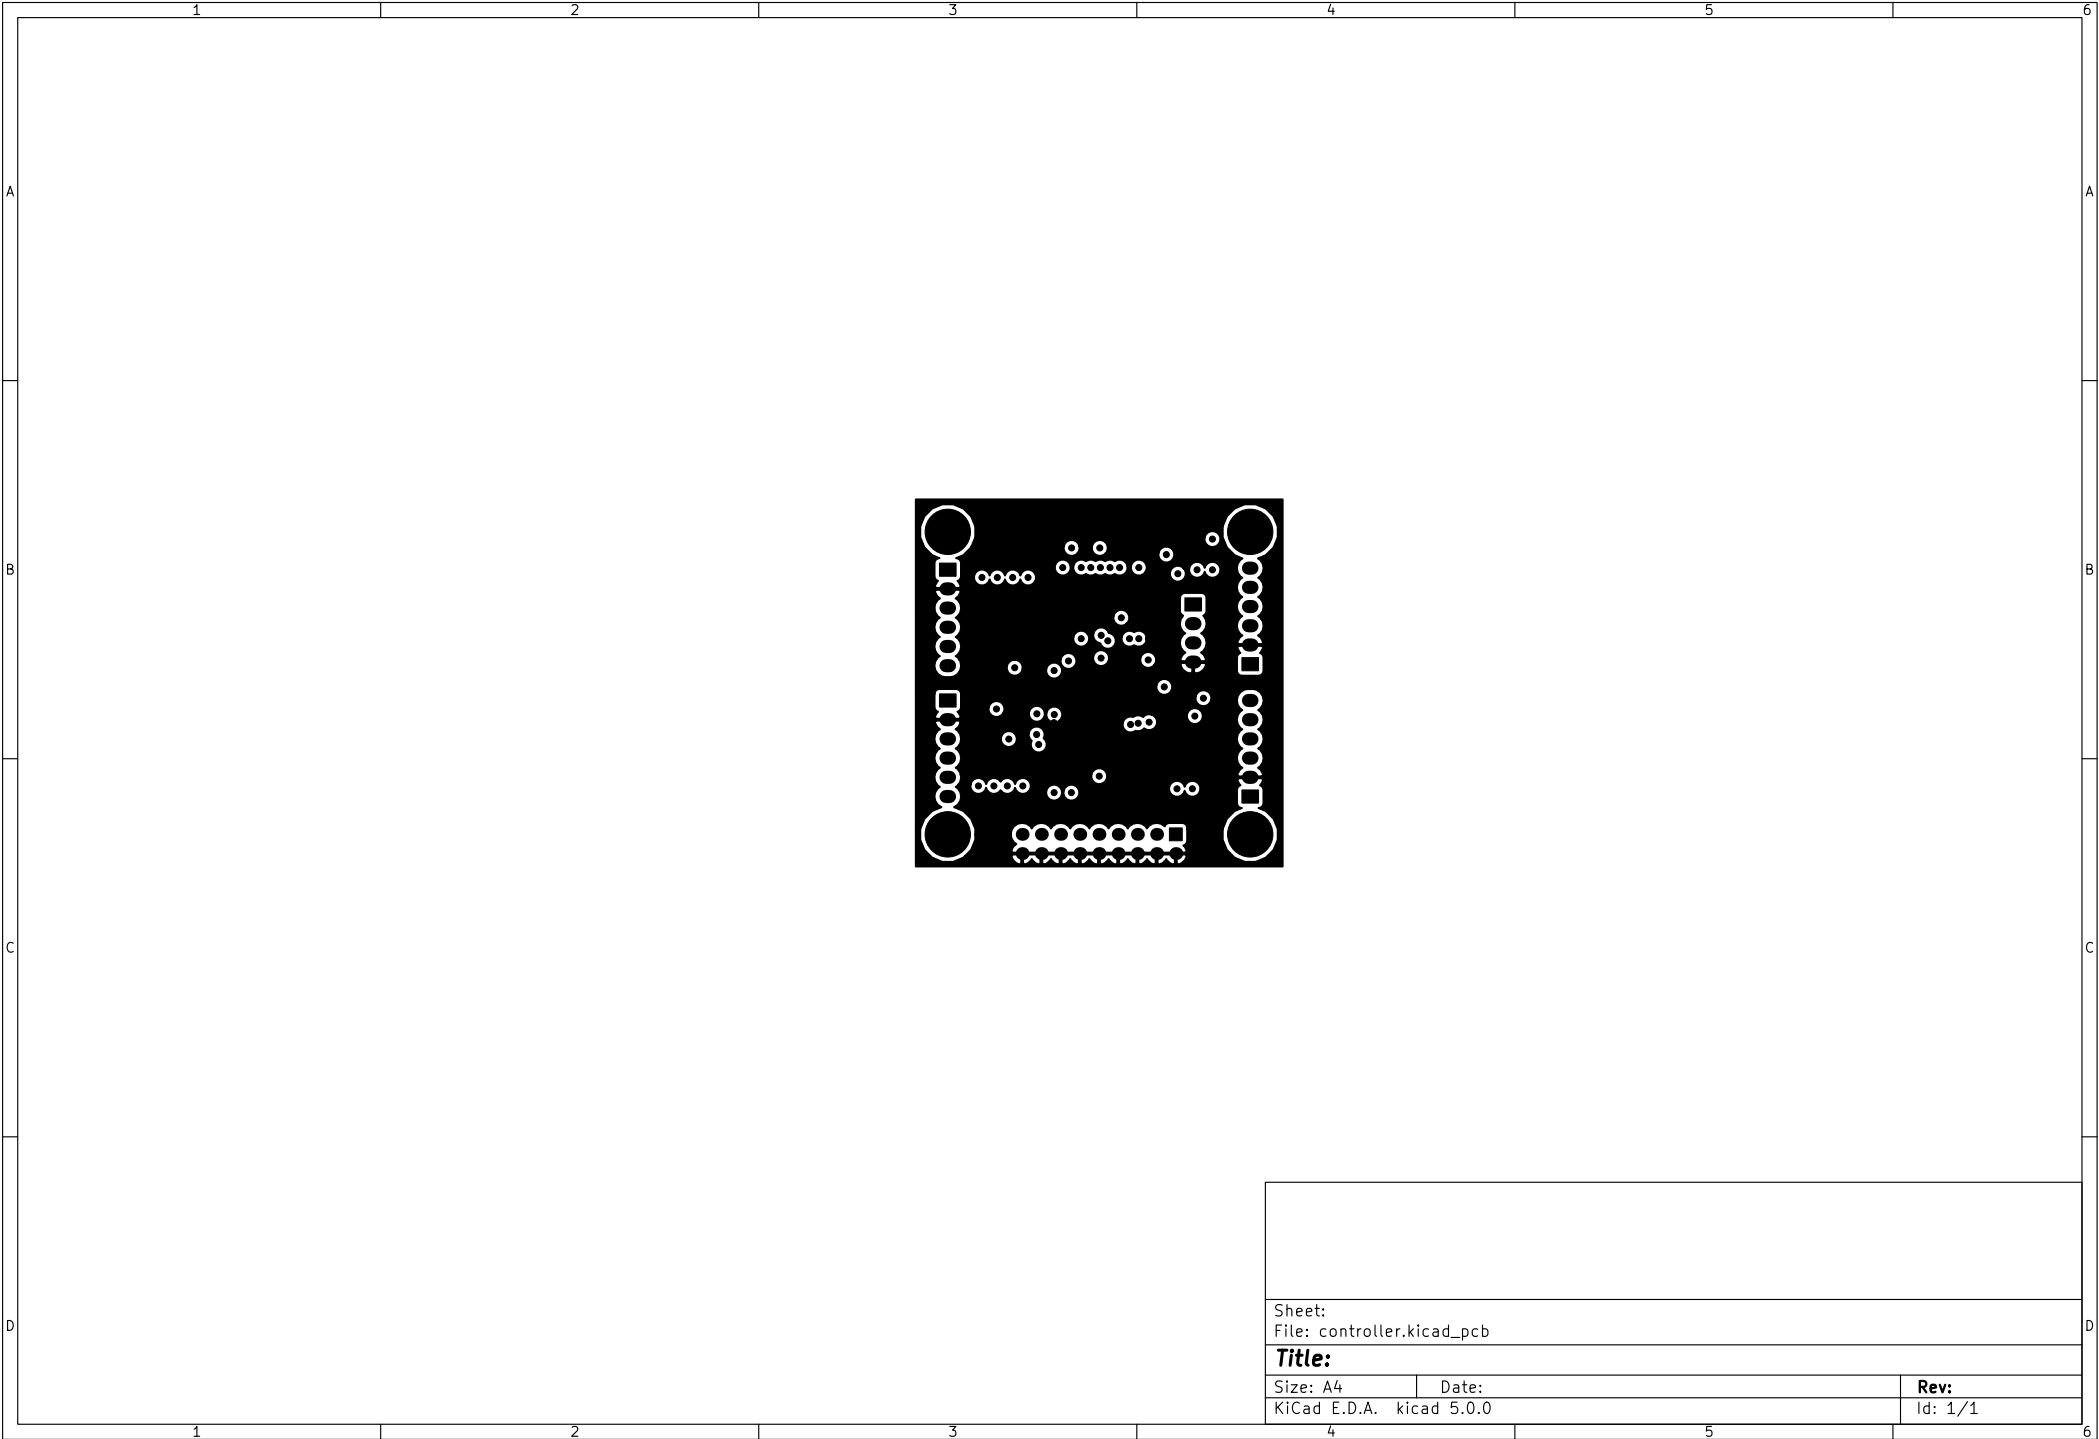 1 2 3 4 5 6
A A
B B
C C
D D
Sheet:
File: controller.kicad_pcb
Title:
Size: A4 Date: Rev:
KiCad E.D.A. kicad 5.0.0 Id: 1/1
1 2 3 4 5 6